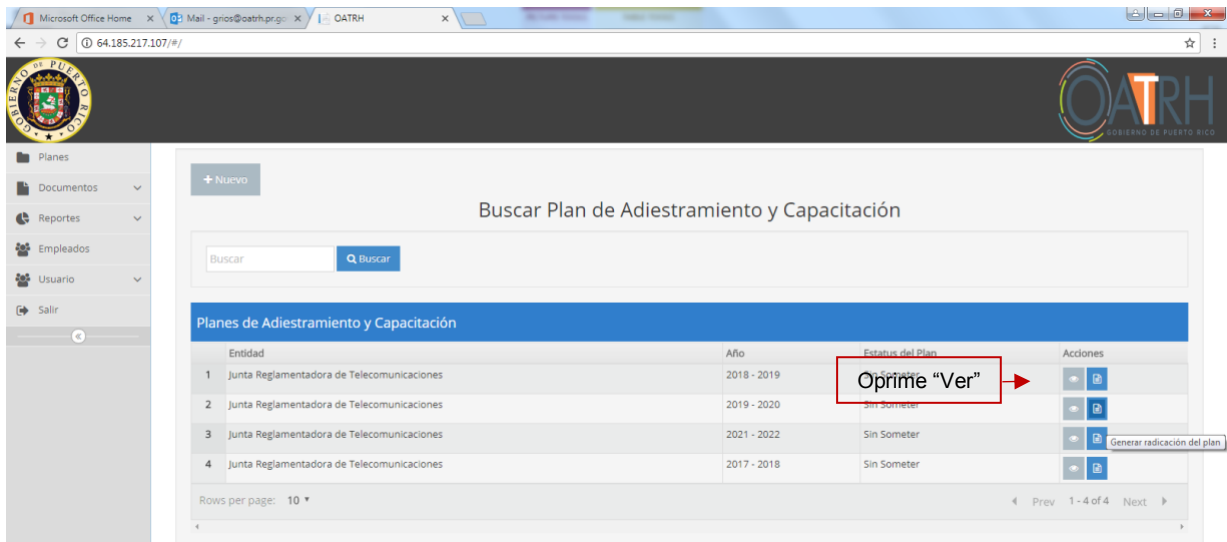 Microsoft Office Home
Mail - grios@oatrh.pr.go
OATRH
64.185.217.107/#/
GOBIERNO DE PUERTO RICO
OATRH
GOBIERNO DE PUERTO RICO
Planes
Documentos
Reportes
Empleados
Usuario
Salir
+ Nuevo
Buscar Plan de Adiestramiento y Capacitación
Buscar
Buscar
Planes de Adiestramiento y Capacitación
Entidad Año Estatus del Plan Acciones
1 Junta Reglamentadora de Telecomunicaciones 2018 - 2019 Sin Someter
Oprime “Ver”
2 Junta Reglamentadora de Telecomunicaciones 2019 - 2020 Sin Someter
3 Junta Reglamentadora de Telecomunicaciones 2021 - 2022 Sin Someter
Generar radicación del plan
4 Junta Reglamentadora de Telecomunicaciones 2017 - 2018 Sin Someter
Rows per page: 10
Prev 1 - 4 of 4 Next